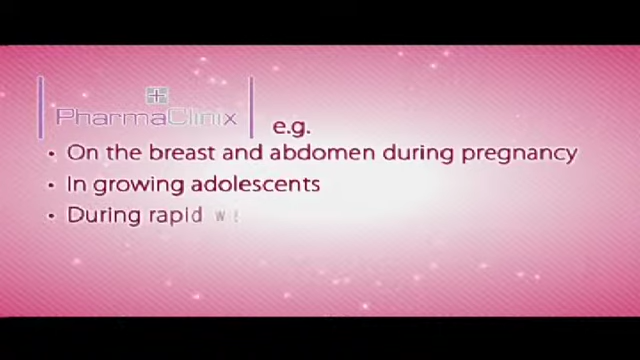 PharmaClinix
e.g.
• On the breast and abdomen during pregnancy
• In growing adolescents
• During rapid w